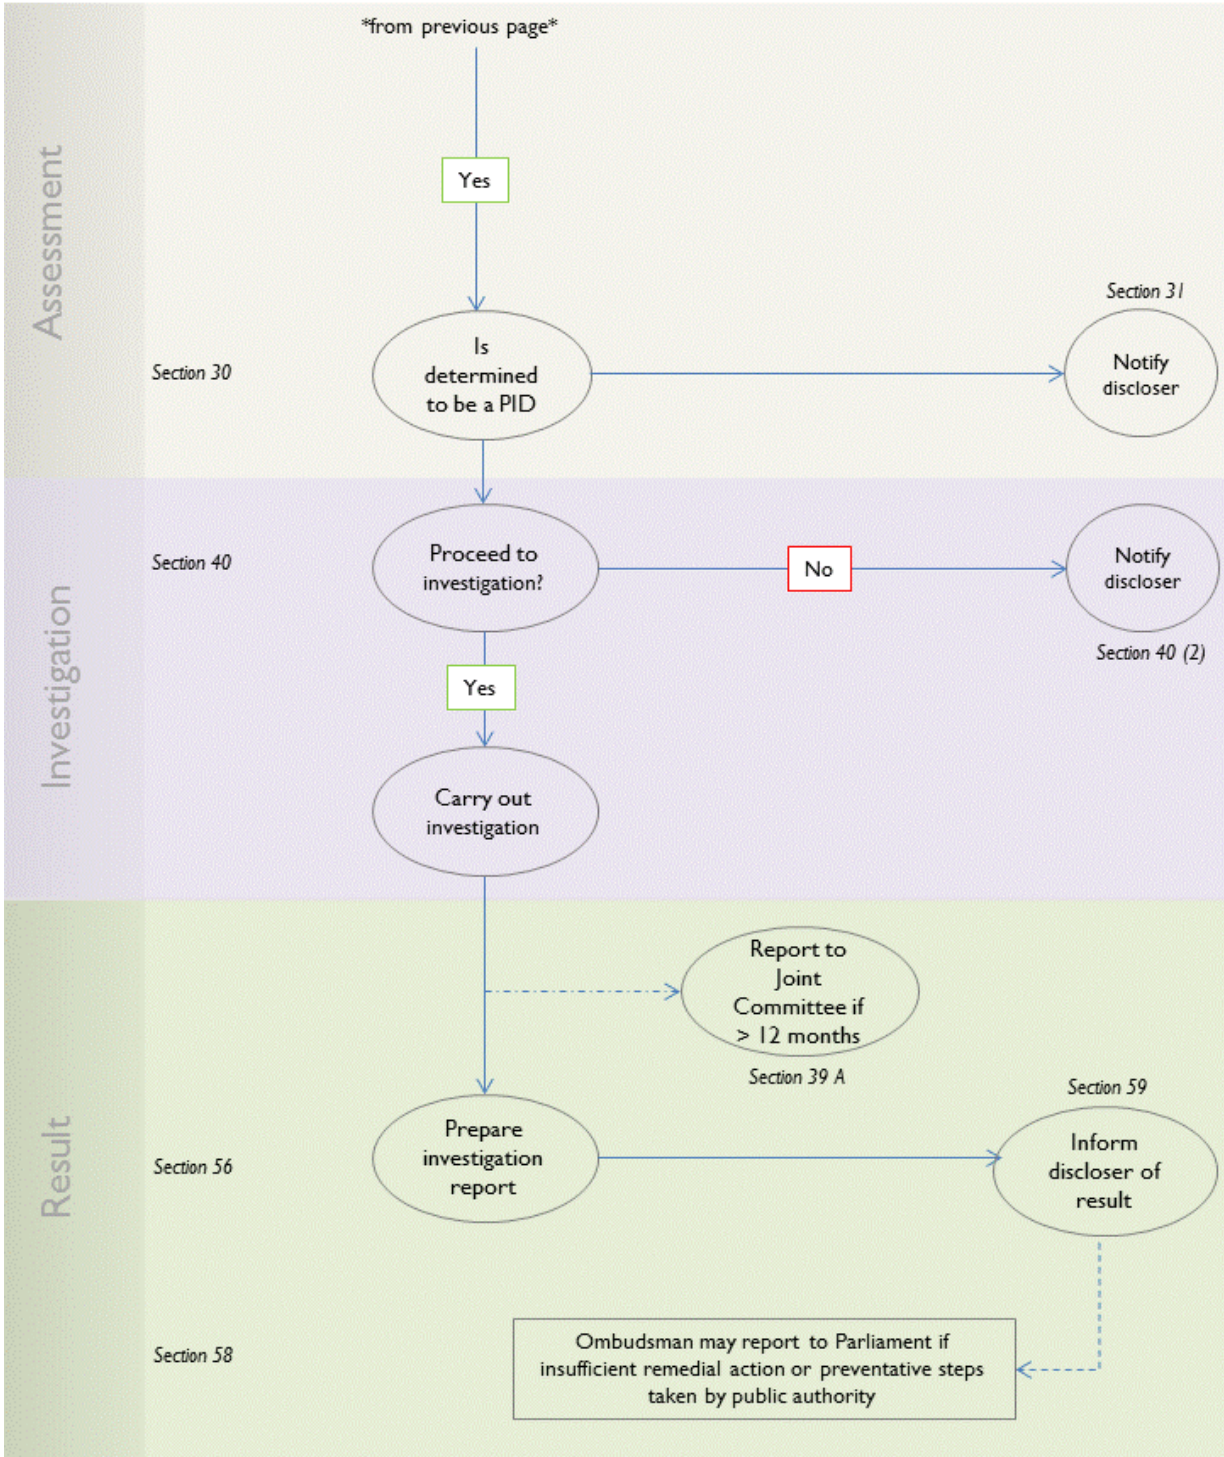 *from previous page*
Assessment
Yes
Section 31
Section 30
Is
determined
to be a PID
Notify
discloser
Investigation
Section 40
Proceed to
investigation?
No
Notify
discloser
Section 40 (2)
Yes
Carry out
investigation
Result
Report to
Joint
Committee if
> 12 months
Section 39 A
Section 59
Section 56
Prepare
investigation
report
Inform
discloser of
result
Section 58
Ombudsman may report to Parliament if
insufficient remedial action or preventative steps
taken by public authority